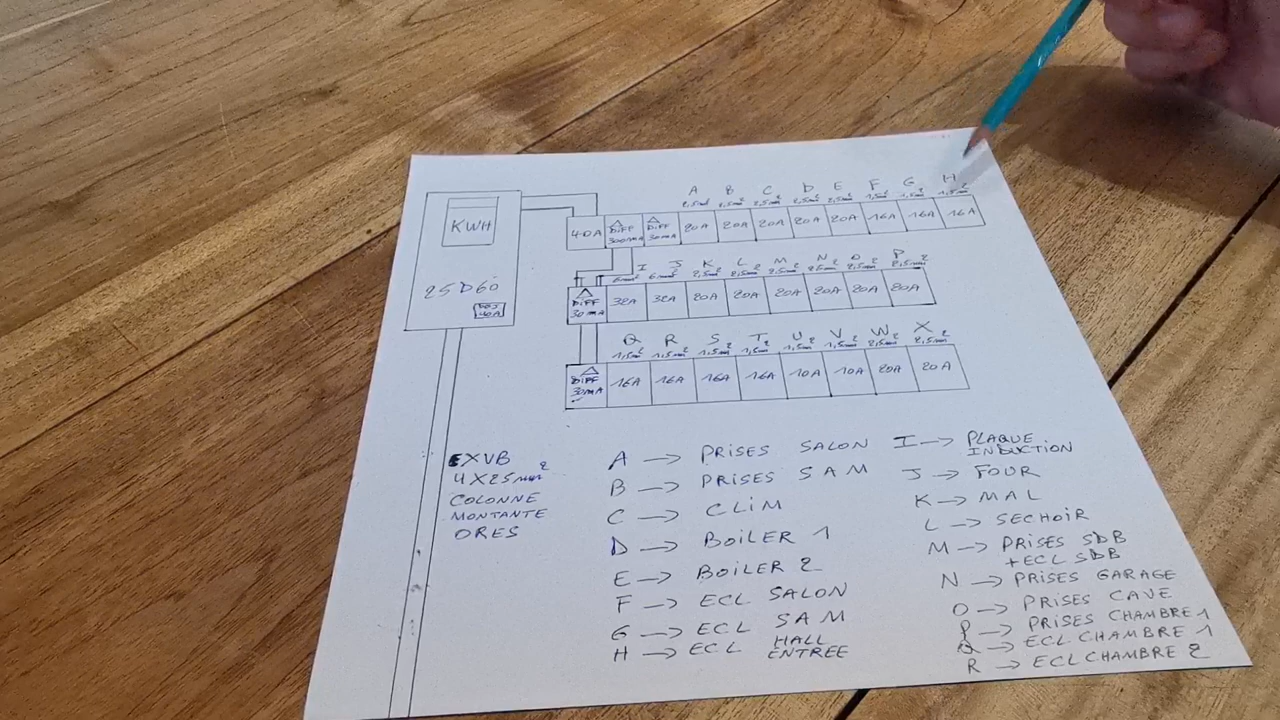 KWH
25D60
40A
A B C D E F G H
2,5mm² 2,5mm² 2,5mm² 2,5mm² 2,5mm² 1,5mm² 1,5mm² 1,5mm²
40A Δ DIFF 300mA Δ DIFF 30mA 20A 20A 20A 20A 20A 16A 16A 16A
I J K L M N O P
6mm² 6mm² 2,5mm² 2,5mm² 2,5mm² 2,5mm² 2,5mm² 2,5mm²
Δ DIFF 30mA 32A 32A 20A 20A 20A 20A 20A 20A
Q R S T U V W X
1,5mm² 1,5mm² 1,5mm² 1,5mm² 1,5mm² 1,5mm² 2,5mm² 2,5mm²
Δ DIFF 30mA 16A 16A 16A 16A 10A 10A 20A 20A
EXVB
4X25mm²
COLONNE
MONTANTE
ORES
A → PRISES SALON
B → PRISES SAM
C → CLIM
D → BOILER 1
E → BOILER 2
F → ECL SALON
G → ECL SAM
H → ECL HALL
ENTREE
I → PLAQUE
INDUCTION
J → FOUR
K → MAL
L → SECHOIR
M → PRISES SDB
+ECL SDB
N → PRISES GARAGE
O → PRISES CAVE
P → PRISES CHAMBRE 1
Q → ECL CHAMBRE 1
R → ECL CHAMBRE 2